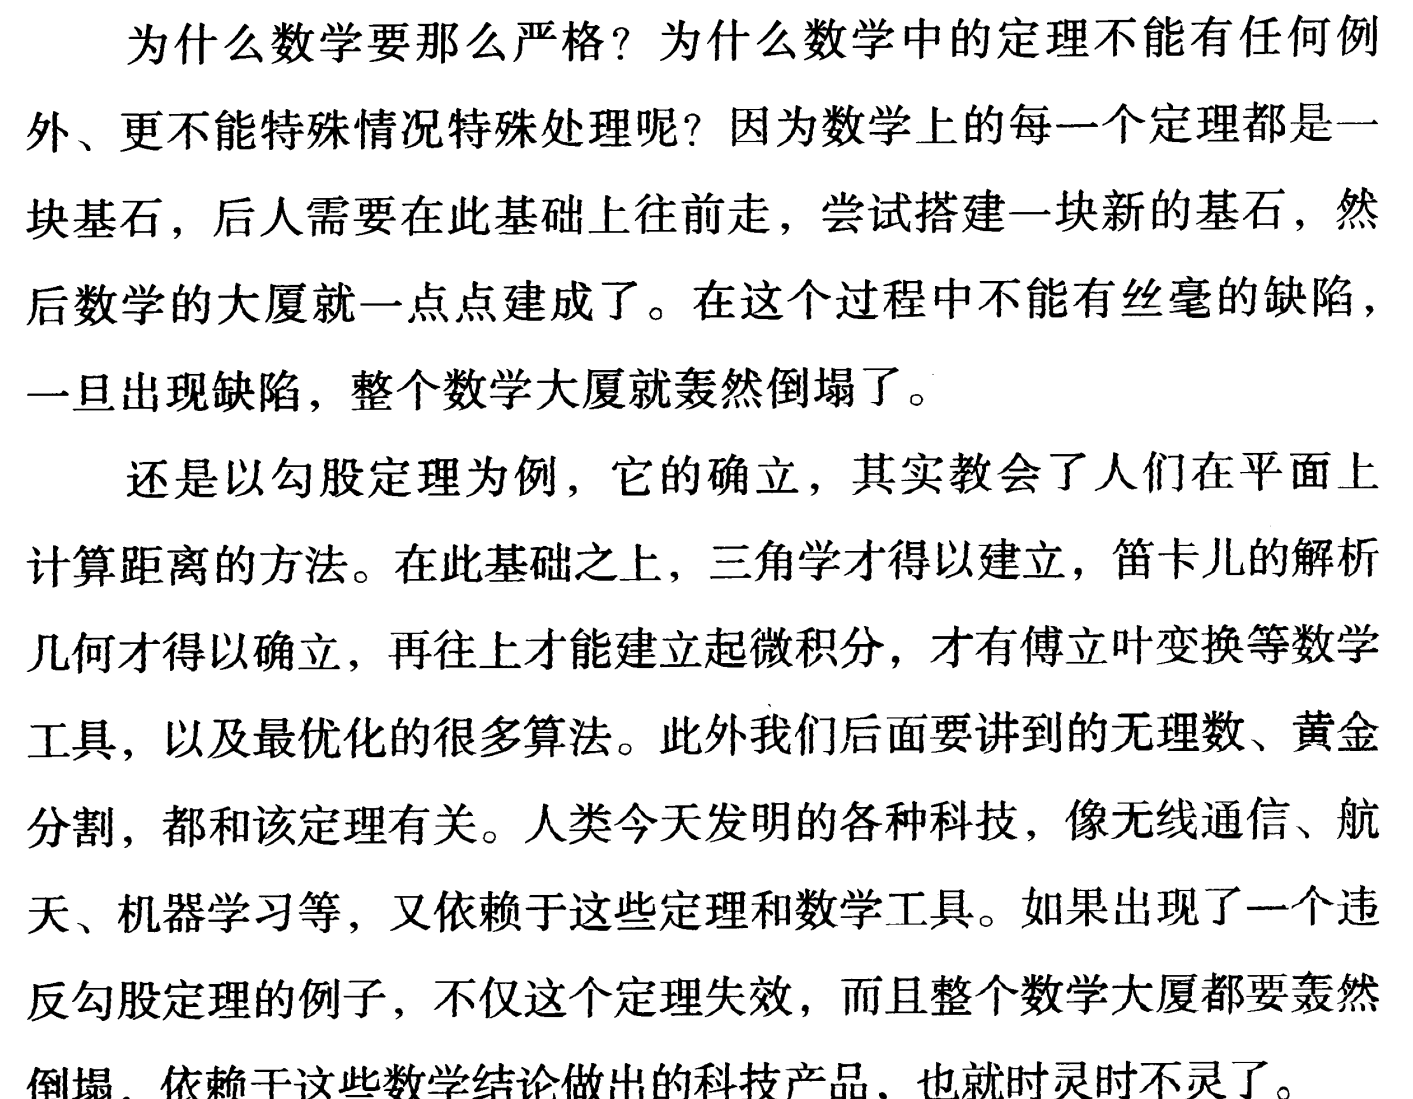 为什么数学要那么严格？为什么数学中的定理不能有任何例
外、更不能特殊情况特殊处理呢？因为数学上的每一个定理都是一
块基石，后人需要在此基础上往前走，尝试搭建一块新的基石，然
后数学的大厦就一点点建成了。在这个过程中不能有丝毫的缺陷，
一旦出现缺陷，整个数学大厦就轰然倒塌了。
还是以勾股定理为例，它的确立，其实教会了人们在平面上
计算距离的方法。在此基础之上，三角学才得以建立，笛卡儿的解析
几何才得以确立，再往上才能建立起微积分，才有傅立叶变换等数学
工具，以及最优化的很多算法。此外我们后面要讲到的无理数、黄金
分割，都和该定理有关。人类今天发明的各种科技，像无线通信、航
天、机器学习等，又依赖于这些定理和数学工具。如果出现了一个违
反勾股定理的例子，不仅这个定理失效，而且整个数学大厦都要轰然
倒塌，依赖于这些数学结论做出的科技产品，也就时灵时不灵了。